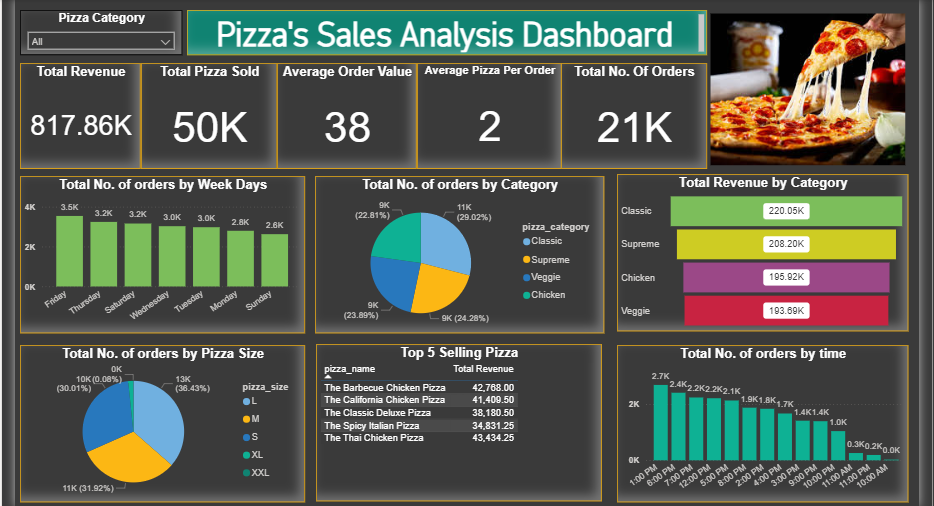 Pizza Category
All
Pizza's Sales Analysis Dashboard
Total Revenue
817.86K
Total Pizza Sold
50K
Average Order Value
38
Average Pizza Per Order
2
Total No. Of Orders
21K
Total No. of orders by Week Days
4K
2K
0K
3.5K
3.2K
3.2K
3.0K
3.0K
2.8K
2.6K
Friday
Thursday
Saturday
Wednesday
Tuesday
Monday
Sunday
Total No. of orders by Category
9K
(22.81%)
11K
(29.02%)
9K
(23.89%)
9K (24.28%)
pizza_category
Classic
Supreme
Veggie
Chicken
Total Revenue by Category
Classic 220.05K
Supreme 208.20K
Chicken 195.92K
Veggie 193.69K
Total No. of orders by Pizza Size
0K
(0.08%)
10K
(30.01%)
13K
(36.43%)
11K (31.92%)
pizza_size
L
M
S
XL
XXL
Top 5 Selling Pizza
pizza_name Total Revenue
The Barbecue Chicken Pizza 42,768.00
The California Chicken Pizza 41,409.50
The Classic Deluxe Pizza 38,180.50
The Spicy Italian Pizza 34,831.25
The Thai Chicken Pizza 43,434.25
Total No. of orders by time
2K
0K
2.7K
2.4K
2.2K
2.2K
2.1K
1.9K
1.8K
1.7K
1.4K
1.4K
1.0K
0.3K
0.2K
0.0K
1:00 PM
6:00 PM
7:00 PM
12:00 PM
5:00 PM
8:00 PM
2:00 PM
4:00 PM
3:00 PM
9:00 PM
10:00 PM
11:00 AM
11:00 PM
10:00 AM